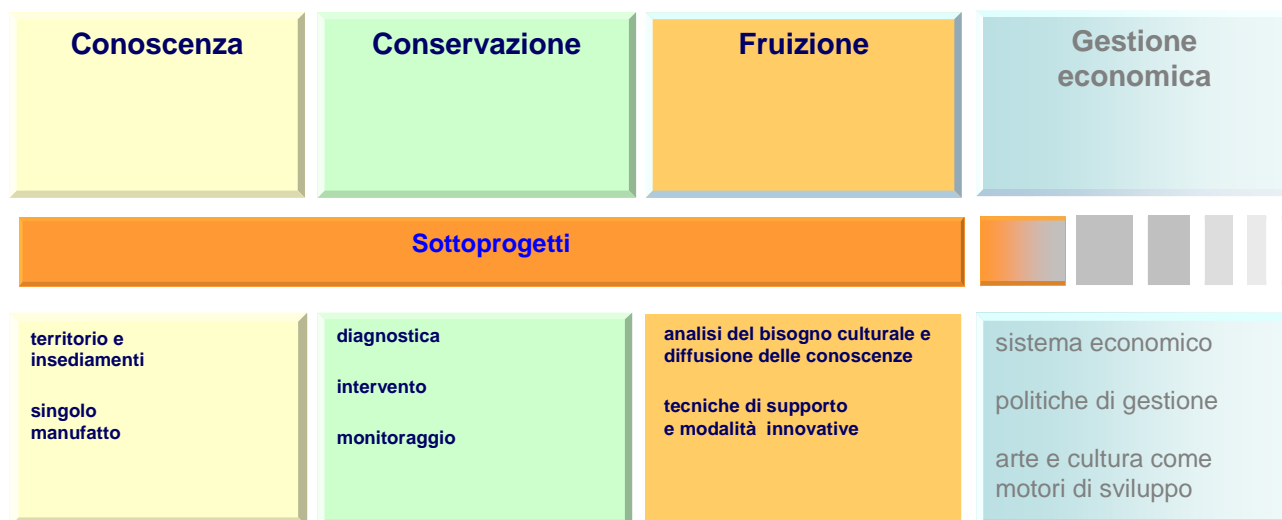 Conoscenza
Conservazione
Fruizione
Gestione
economica
Sottoprogetti
territorio e
insediamenti
singolo
manufatto
diagnostica
intervento
monitoraggio
analisi del bisogno culturale e
diffusione delle conoscenze
tecniche di supporto
e modalità innovative
sistema economico
politiche di gestione
arte e cultura come
motori di sviluppo